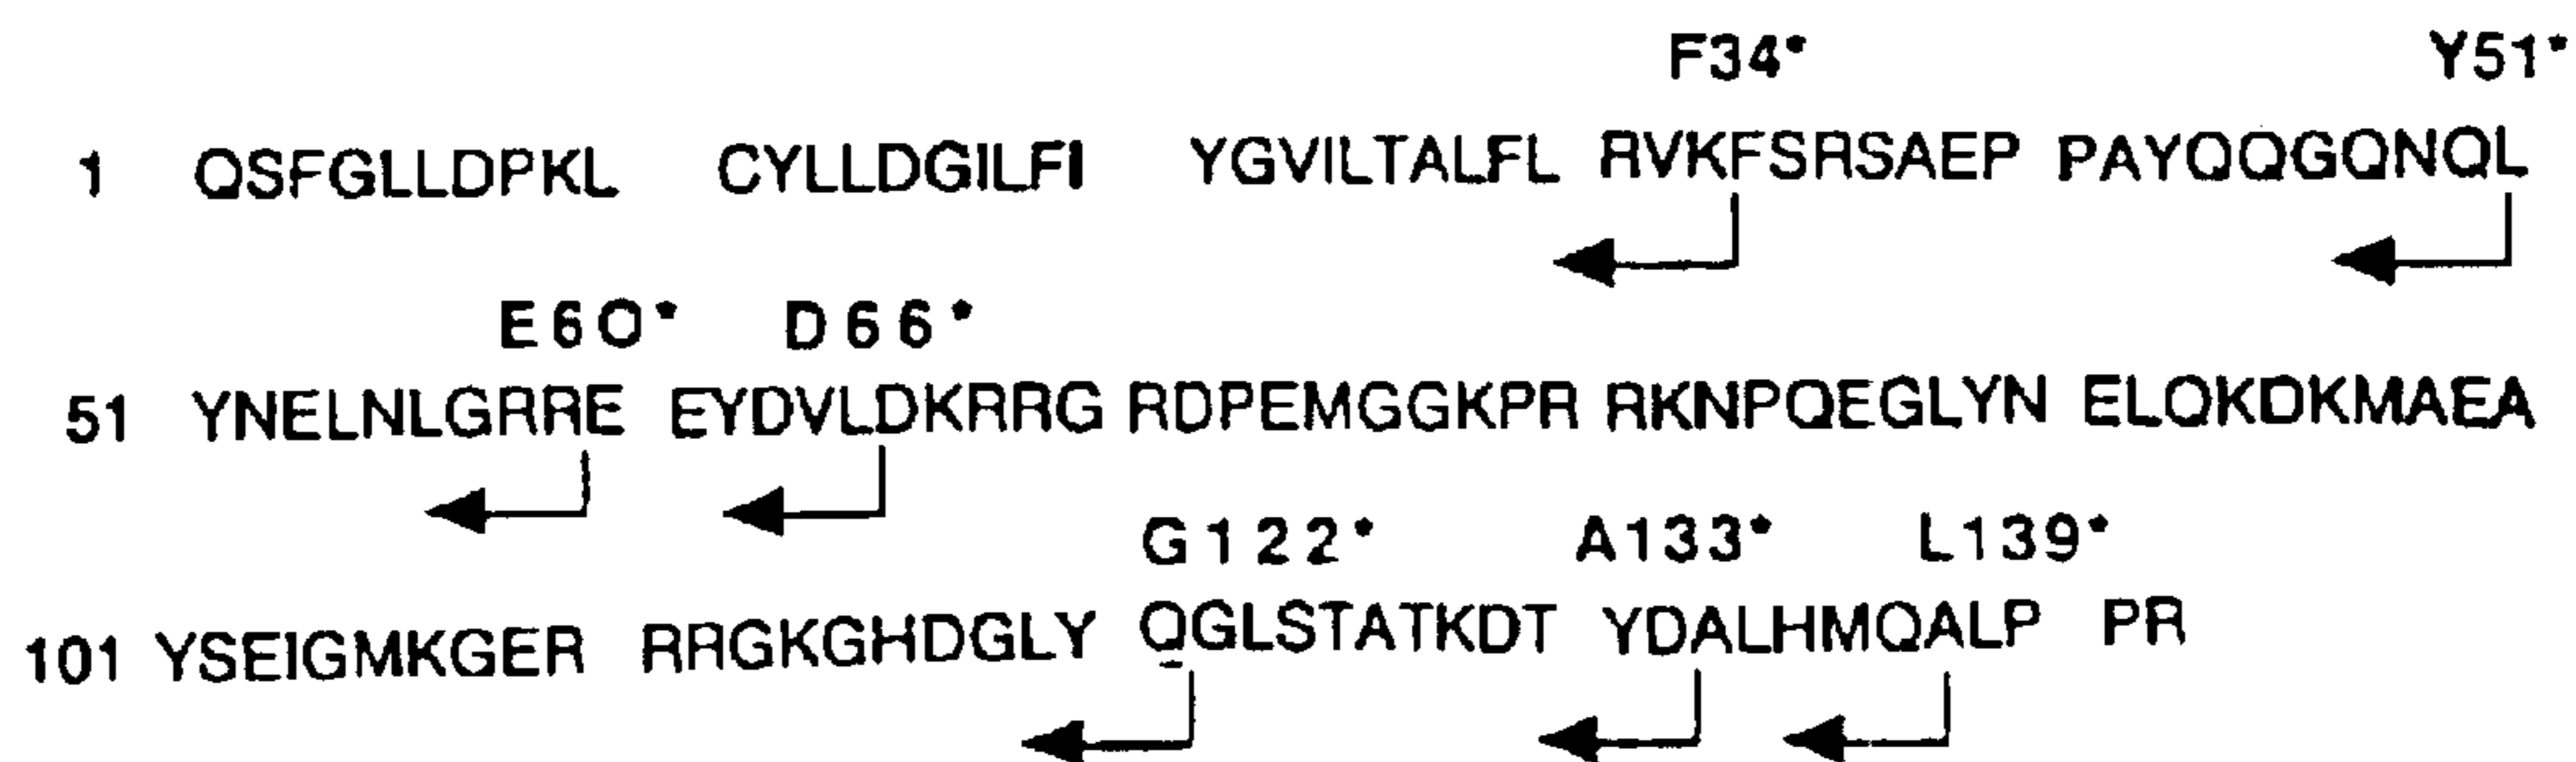 F34* Y51*
1 QSFGLLDPKL CYLLDGILFI YGVILTALFL RVKFSRSAEP PAYQQGQNQL
E60* D66*
51 YNELNLGRRE EYDVLDKRRG RDPEMGGKPR RKNPQEGLYN ELQKDKMAEA
G122* A133* L139*
101 YSEIGMKGER RRGKGHDGLY QGLSTATKDT YDALHMQALP PR